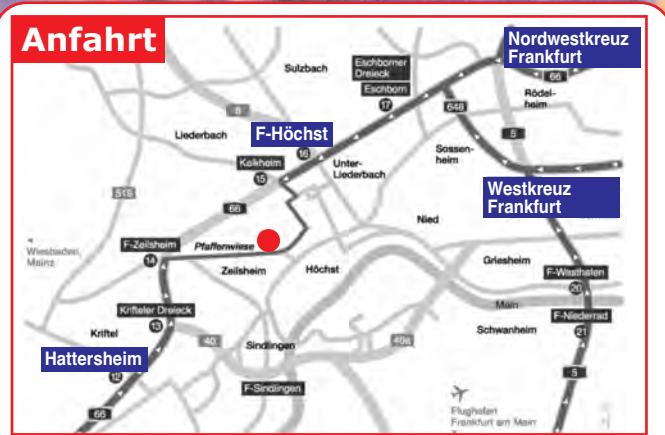 Anfahrt
Nordwestkreuz
Frankfurt
66
Sulzbach
Eschborner
Dreieck
Eschborn
17
648
Rödel-
heim
8
5
Liederbach
F-Höchst
16
Sossen-
heim
Kelkheim
15
Unter-
Liederbach
Westkreuz
Frankfurt
519
66
Wiesbaden,
Mainz
F-Zeilsheim
14
Pfaffenwiese
Zeilsheim
Höchst
Nied
Griesheim
F-Westhafen
20
Main
Krifteler Dreieck
13
Kriftel
F-Niederrad
21
Schwanheim
40
40a
Sindlingen
Hattersheim
12
F-Sindlingen
5
66
Flughafen
Frankfurt am Main